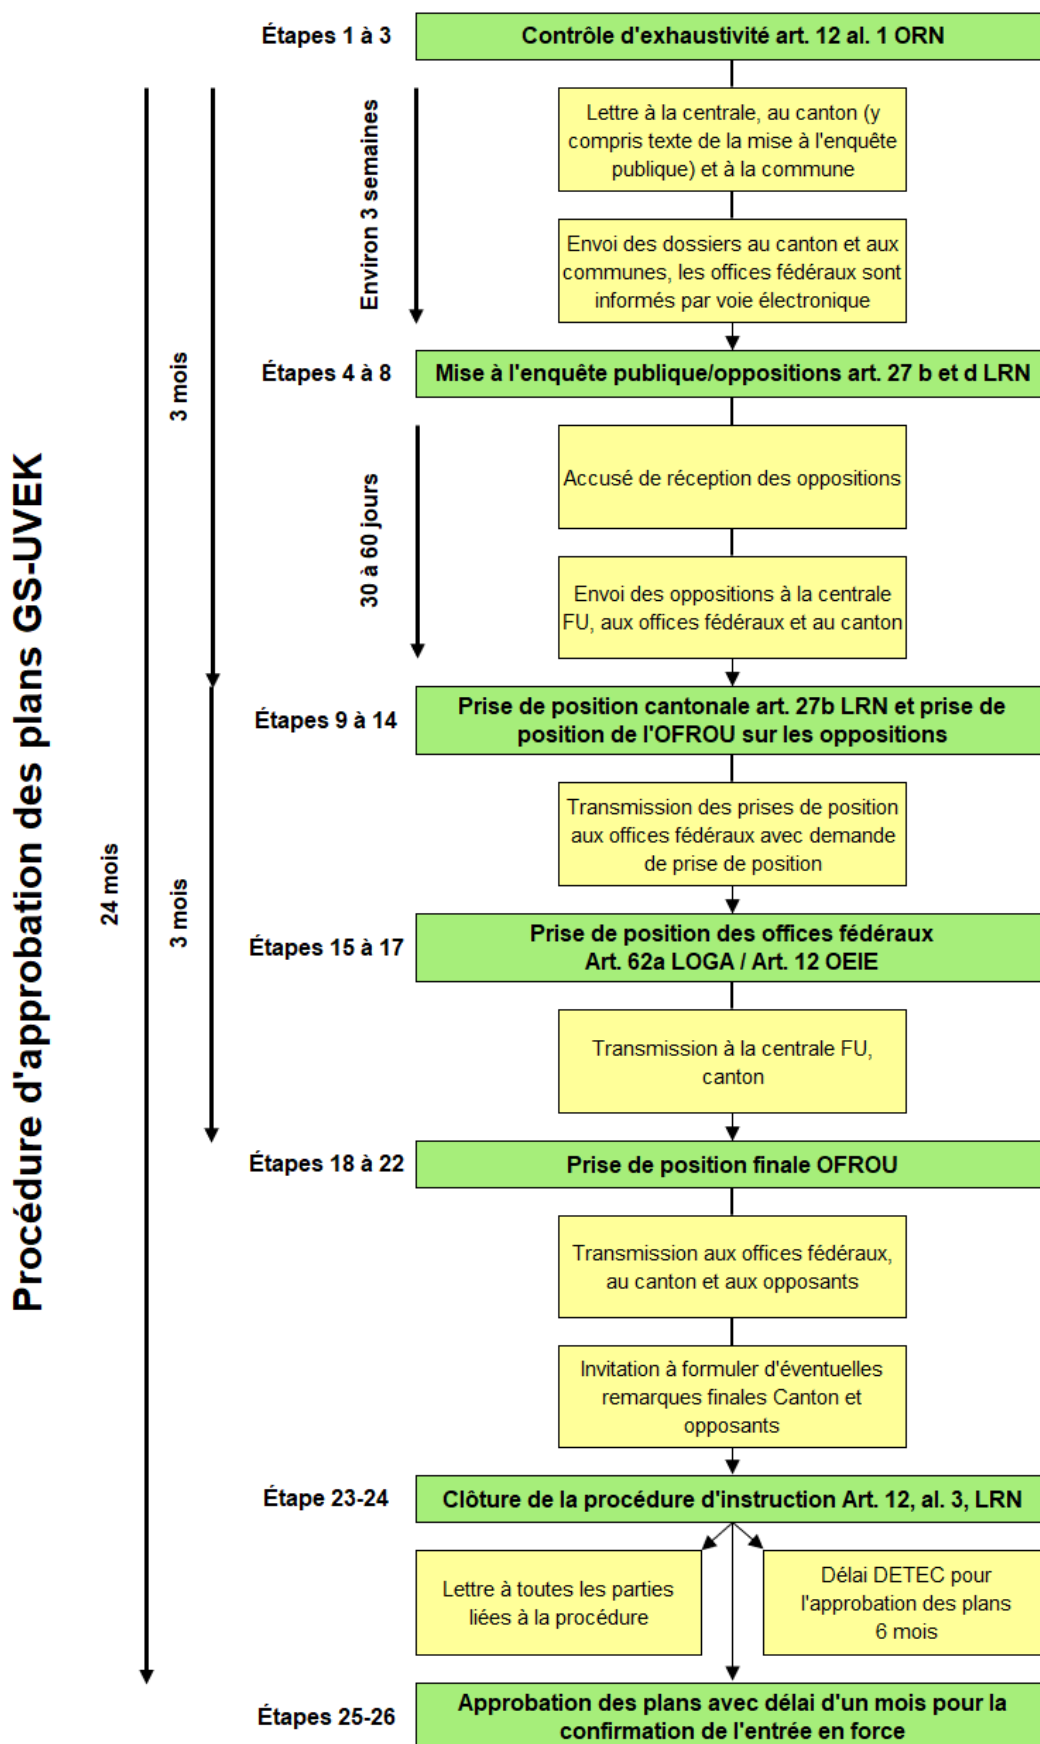 Procédure d'approbation des plans GS-UVEK
24 mois
3 mois
3 mois
Étapes 1 à 3
Contrôle d'exhaustivité art. 12 al. 1 ORN
Environ 3 semaines
Lettre à la centrale, au canton (y
compris texte de la mise à l'enquête
publique) et à la commune
Envoi des dossiers au canton et aux
communes, les offices fédéraux sont
informés par voie électronique
Étapes 4 à 8
Mise à l'enquête publique/oppositions art. 27 b et d LRN
30 à 60 jours
Accusé de réception des oppositions
Envoi des oppositions à la centrale
FU, aux offices fédéraux et au canton
Étapes 9 à 14
Prise de position cantonale art. 27b LRN et prise de
position de l'OFROU sur les oppositions
Transmission des prises de position
aux offices fédéraux avec demande
de prise de position
Étapes 15 à 17
Prise de position des offices fédéraux
Art. 62a LOGA / Art. 12 OEIE
Transmission à la centrale FU,
canton
Étapes 18 à 22
Prise de position finale OFROU
Transmission aux offices fédéraux,
au canton et aux opposants
Invitation à formuler d'éventuelles
remarques finales Canton et
opposants
Étape 23-24
Clôture de la procédure d'instruction Art. 12, al. 3, LRN
Lettre à toutes les parties
liées à la procédure
Délai DETEC pour
l'approbation des plans
6 mois
Étapes 25-26
Approbation des plans avec délai d'un mois pour la
confirmation de l'entrée en force